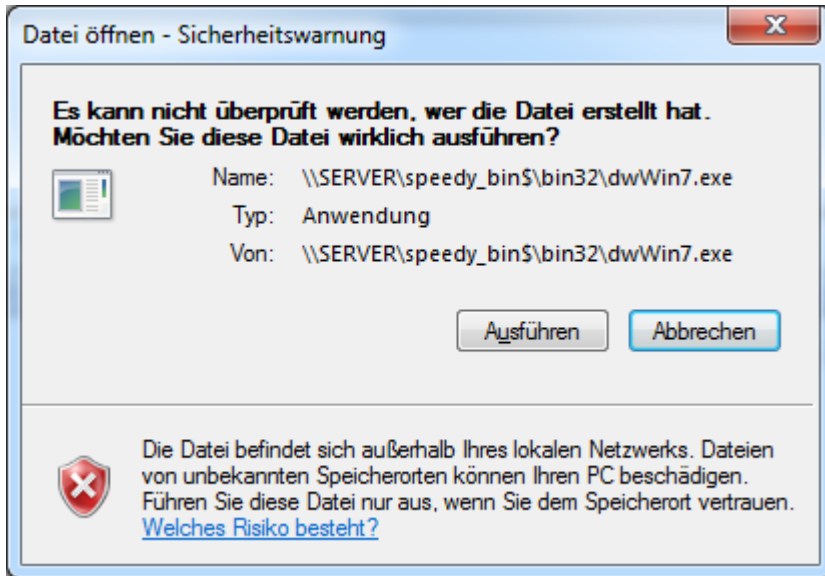 Datei öffnen - Sicherheitswarnung
Es kann nicht überprüft werden, wer die Datei erstellt hat.
Möchten Sie diese Datei wirklich ausführen?
Name: \\SERVER\speedy_bin$\bin32\dwWin7.exe
Typ: Anwendung
Von: \\SERVER\speedy_bin$\bin32\dwWin7.exe
Ausführen Abbrechen
Die Datei befindet sich außerhalb Ihres lokalen Netzwerks. Dateien
von unbekannten Speicherorten können Ihren PC beschädigen.
Führen Sie diese Datei nur aus, wenn Sie dem Speicherort vertrauen.
Welches Risiko besteht?